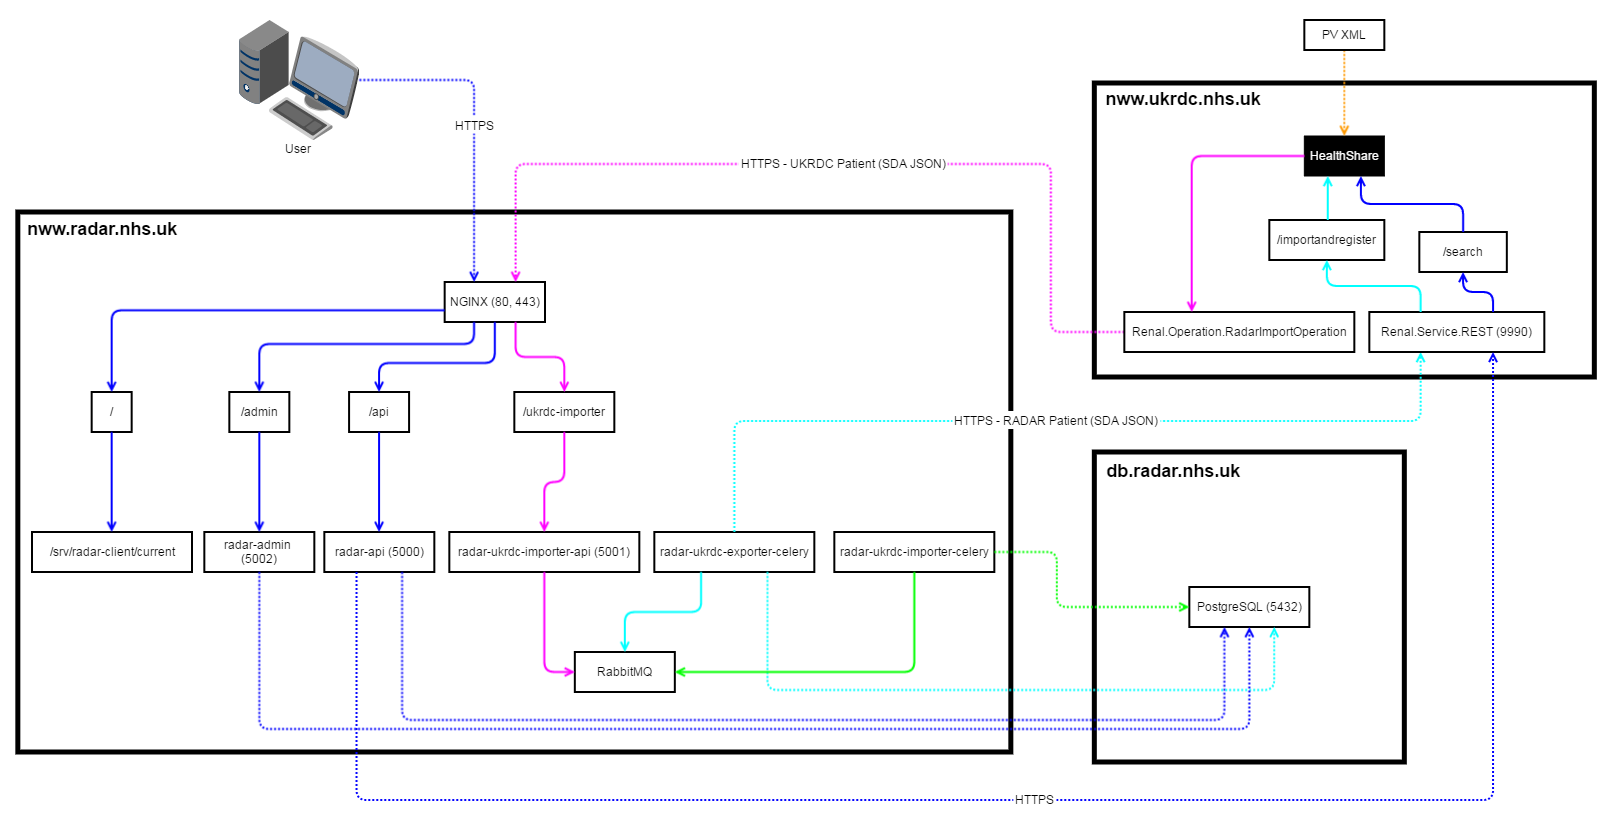 PV XML
nww.ukrdc.nhs.uk
HTTPS
User
HealthShare
HTTPS - UKRDC Patient (SDA JSON)
nww.radar.nhs.uk
/importandregister
/search
NGINX (80, 443)
Renal.Operation.RadarImportOperation
Renal.Service.REST (9990)
/
/admin
/api
/ukrdc-importer
HTTPS - RADAR Patient (SDA JSON)
db.radar.nhs.uk
/srv/radar-client/current
radar-admin
(5002)
radar-api (5000)
radar-ukrdc-importer-api (5001)
radar-ukrdc-exporter-celery
radar-ukrdc-importer-celery
PostgreSQL (5432)
RabbitMQ
HTTPS